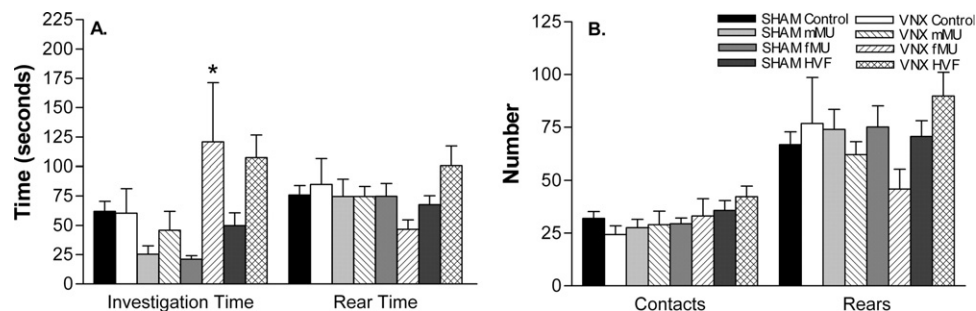 A.
Time (seconds)
225
200
175
150
125
100
75
50
25
0
*
Investigation Time
Rear Time
B.
Number
125
100
75
50
25
0
SHAM Control
SHAM mMU
SHAM fMU
SHAM HVF
VNX Control
VNX mMU
VNX fMU
VNX HVF
Contacts
Rears